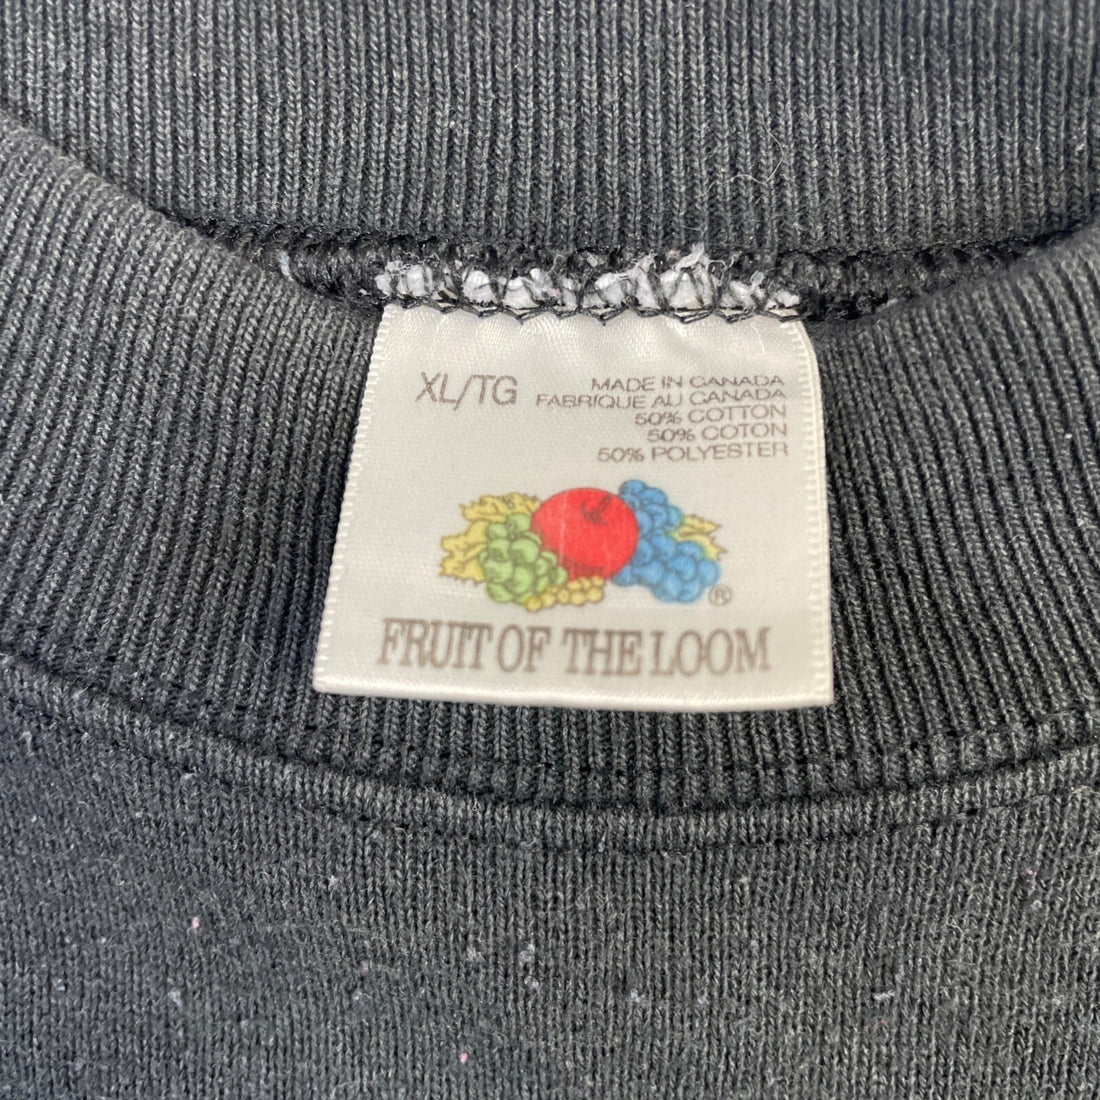 XL/TG
MADE IN CANADA
FABRIQUE AU CANADA
50% COTTON
50% COTON
50% POLYESTER
®
FRUIT OF THE LOOM